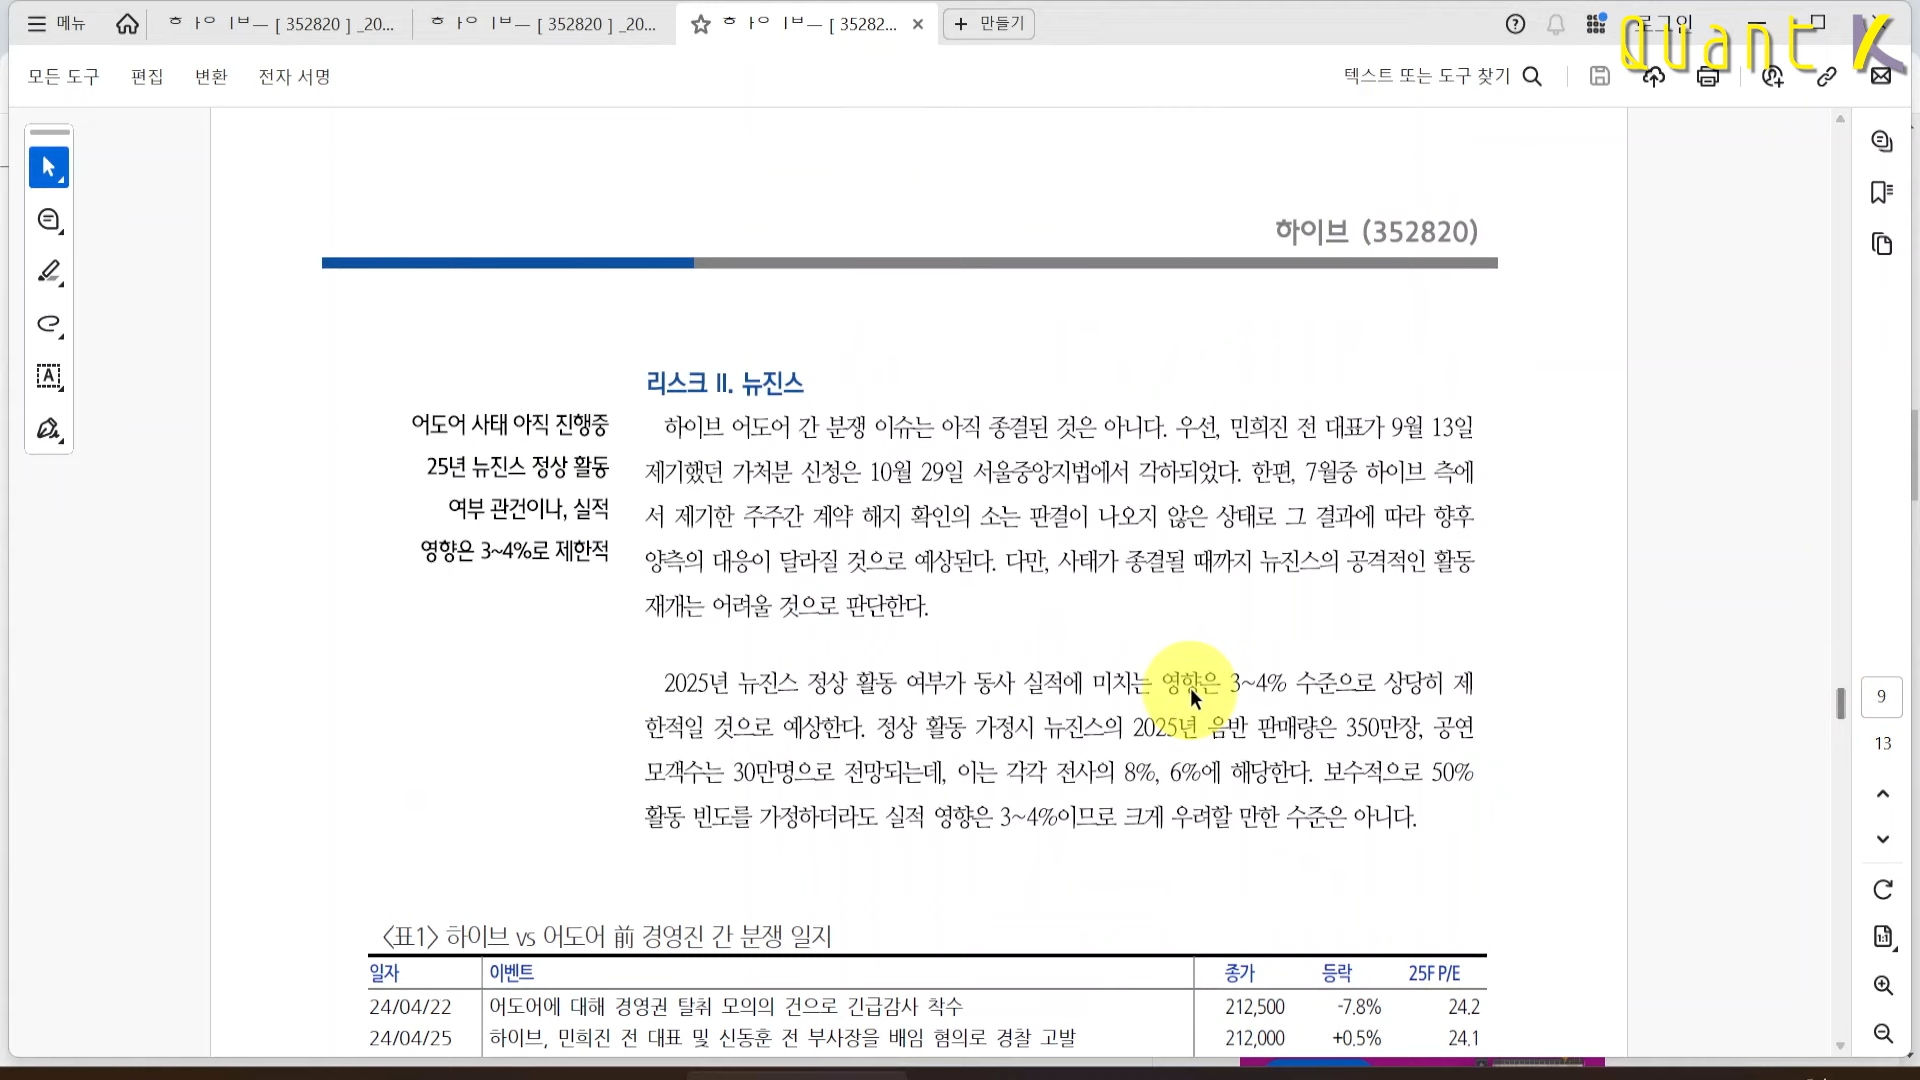 메뉴
ㅎ ㅏㅇ ㅣㅂㅡ [ 352820 ] _20...
ㅎ ㅏㅇ ㅣㅂㅡ [ 352820 ] _20...
ㅎ ㅏㅇ ㅣㅂㅡ [ 35282...
만들기
로그인
Quant K
모든 도구
편집
변환
전자 서명
텍스트 또는 도구 찾기
하이브 (352820)
리스크 II. 뉴진스
어도어 사태 아직 진행중
25년 뉴진스 정상 활동
여부 관건이나, 실적
영향은 3~4%로 제한적
하이브 어도어 간 분쟁 이슈는 아직 종결된 것은 아니다. 우선, 민희진 전 대표가 9월 13일
제기했던 가처분 신청은 10월 29일 서울중앙지법에서 각하되었다. 한편, 7월중 하이브 측에
서 제기한 주주간 계약 해지 확인의 소는 판결이 나오지 않은 상태로 그 결과에 따라 향후
양측의 대응이 달라질 것으로 예상된다. 다만, 사태가 종결될 때까지 뉴진스의 공격적인 활동
재개는 어려울 것으로 판단한다.
2025년 뉴진스 정상 활동 여부가 동사 실적에 미치는 영향은 3~4% 수준으로 상당히 제
한적일 것으로 예상한다. 정상 활동 가정시 뉴진스의 2025년 음반 판매량은 350만장, 공연
모객수는 30만명으로 전망되는데, 이는 각각 전사의 8%, 6%에 해당한다. 보수적으로 50%
활동 빈도를 가정하더라도 실적 영향은 3~4%이므로 크게 우려할 만한 수준은 아니다.
〈표1〉 하이브 vs 어도어 前 경영진 간 분쟁 일지
일자 이벤트 종가 등락 25F P/E
24/04/22 어도어에 대해 경영권 탈취 모의의 건으로 긴급감사 착수 212,500 -7.8% 24.2
24/04/25 하이브, 민희진 전 대표 및 신동훈 전 부사장을 배임 혐의로 경찰 고발 212,000 +0.5% 24.1
9
13